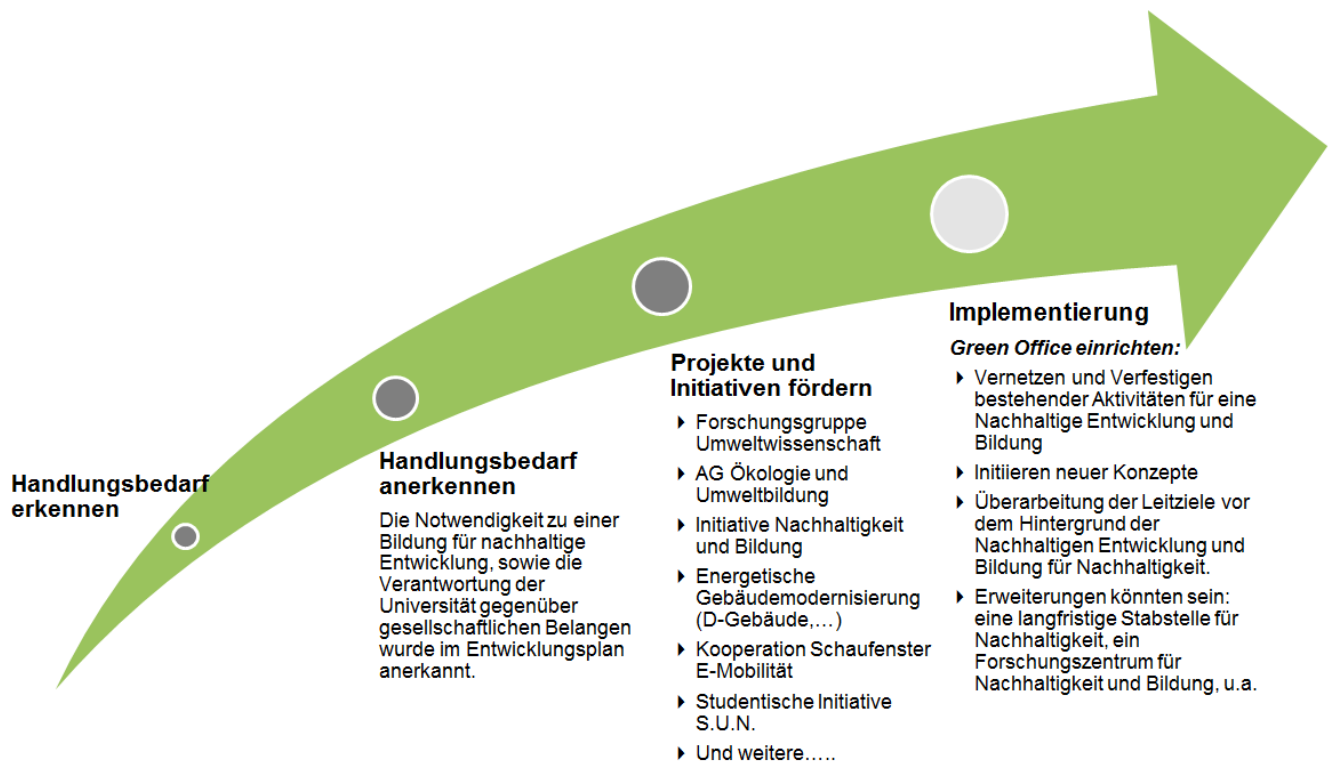 Handlungsbedarf
erkennen
Handlungsbedarf
anerkennen
Die Notwendigkeit zu einer
Bildung für nachhaltige
Entwicklung, sowie die
Verantwortung der
Universität gegenüber
gesellschaftlichen Belangen
wurde im Entwicklungsplan
anerkannt.
Projekte und
Initiativen fördern
Forschungsgruppe
Umweltwissenschaft
AG Ökologie und
Umweltbildung
Initiative Nachhaltigkeit
und Bildung
Energetische
Gebäudemodernisierung
(D-Gebäude,…)
Kooperation Schaufenster
E-Mobilität
Studentische Initiative
S.U.N.
Und weitere…..
Implementierung
Green Office einrichten:
Vernetzen und Verfestigen
bestehender Aktivitäten für eine
Nachhaltige Entwicklung und
Bildung
Initiieren neuer Konzepte
Überarbeitung der Leitziele vor
dem Hintergrund der
Nachhaltigen Entwicklung und
Bildung für Nachhaltigkeit.
Erweiterungen könnten sein:
eine langfristige Stabstelle für
Nachhaltigkeit, ein
Forschungszentrum für
Nachhaltigkeit und Bildung, u.a.